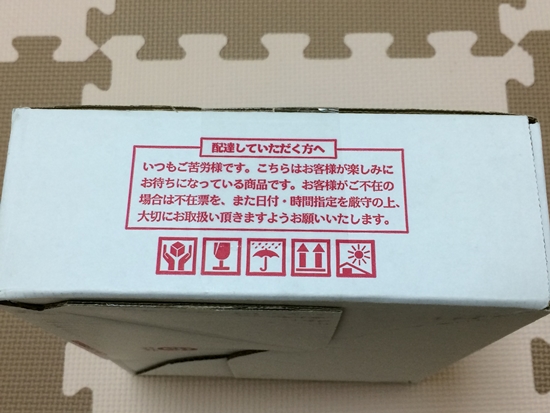 配達していただく方へ
いつもご苦労様です。こちらはお客様が楽しみに
お待ちになっている商品です。お客様がご不在の
場合は不在票を、また日付・時間指定を厳守の上、
大切にお取扱い頂きますようお願いいたします。